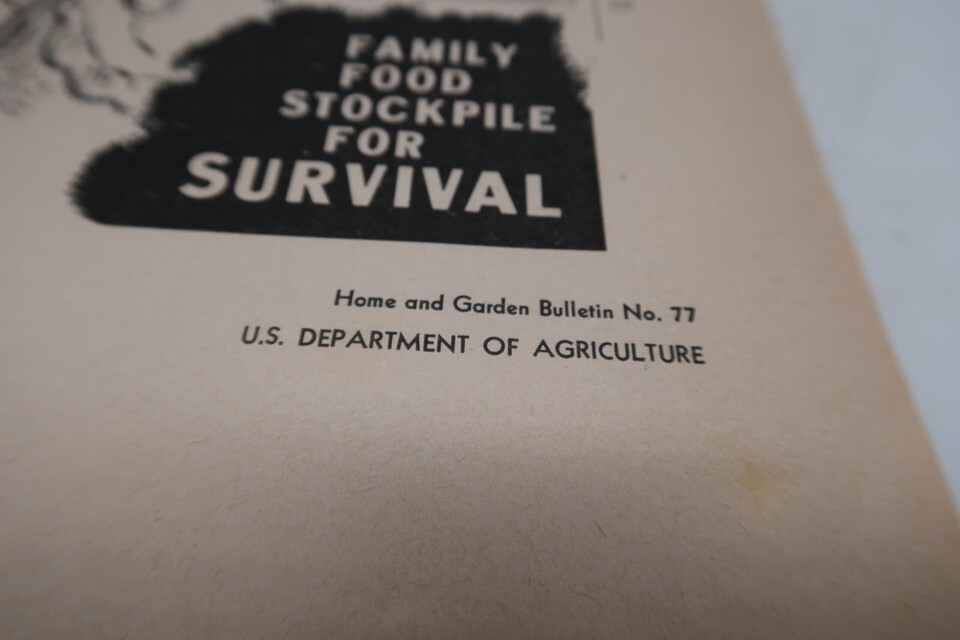 FAMILY
FOOD
STOCKPILE
FOR
SURVIVAL
Home and Garden Bulletin No. 77
U.S. DEPARTMENT OF AGRICULTURE